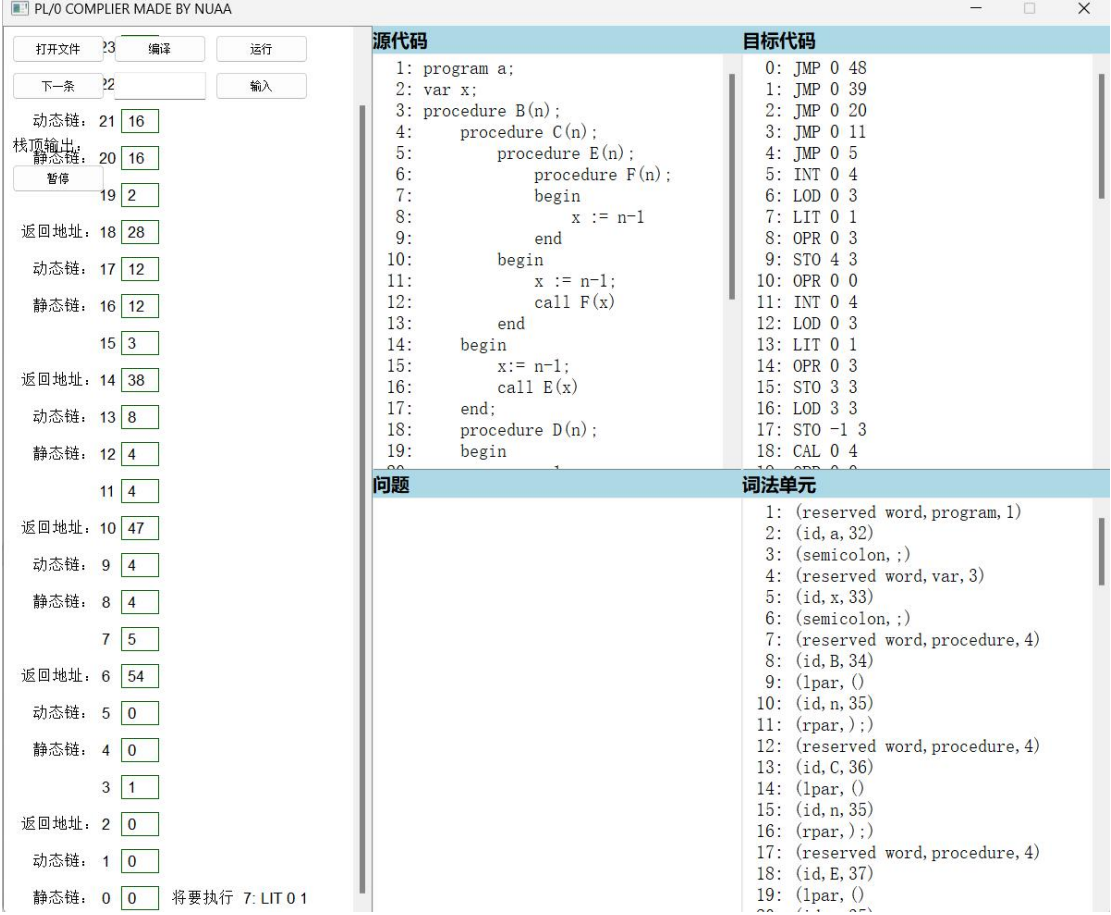 PL/0 COMPLIER MADE BY NUAA
打开文件 23 编译 运行
下一条 22 输入
动态链: 21 16
栈顶输出:
静态链: 20 16
暂停
19 2
返回地址: 18 28
动态链: 17 12
静态链: 16 12
15 3
返回地址: 14 38
动态链: 13 8
静态链: 12 4
11 4
返回地址: 10 47
动态链: 9 4
静态链: 8 4
7 5
返回地址: 6 54
动态链: 5 0
静态链: 4 0
3 1
返回地址: 2 0
动态链: 1 0
静态链: 0 0 将要执行 7: LIT 0 1
源代码
1: program a;
2: var x;
3: procedure B(n);
4: procedure C(n);
5: procedure E(n);
6: procedure F(n);
7: begin
8: x := n-1
9: end
10: begin
11: x := n-1;
12: call F(x)
13: end
14: begin
15: x:= n-1;
16: call E(x)
17: end;
18: procedure D(n);
19: begin
目标代码
0: JMP 0 48
1: JMP 0 39
2: JMP 0 20
3: JMP 0 11
4: JMP 0 5
5: INT 0 4
6: LOD 0 3
7: LIT 0 1
8: OPR 0 3
9: STO 4 3
10: OPR 0 0
11: INT 0 4
12: LOD 0 3
13: LIT 0 1
14: OPR 0 3
15: STO 3 3
16: LOD 3 3
17: STO -1 3
18: CAL 0 4
问题
词法单元
1: (reserved word,program,1)
2: (id,a,32)
3: (semicolon,;)
4: (reserved word,var,3)
5: (id,x,33)
6: (semicolon,;)
7: (reserved word,procedure,4)
8: (id,B,34)
9: (lpar,()
10: (id,n,35)
11: (rpar,);)
12: (reserved word,procedure,4)
13: (id,C,36)
14: (lpar,()
15: (id,n,35)
16: (rpar,);)
17: (reserved word,procedure,4)
18: (id,E,37)
19: (lpar,()